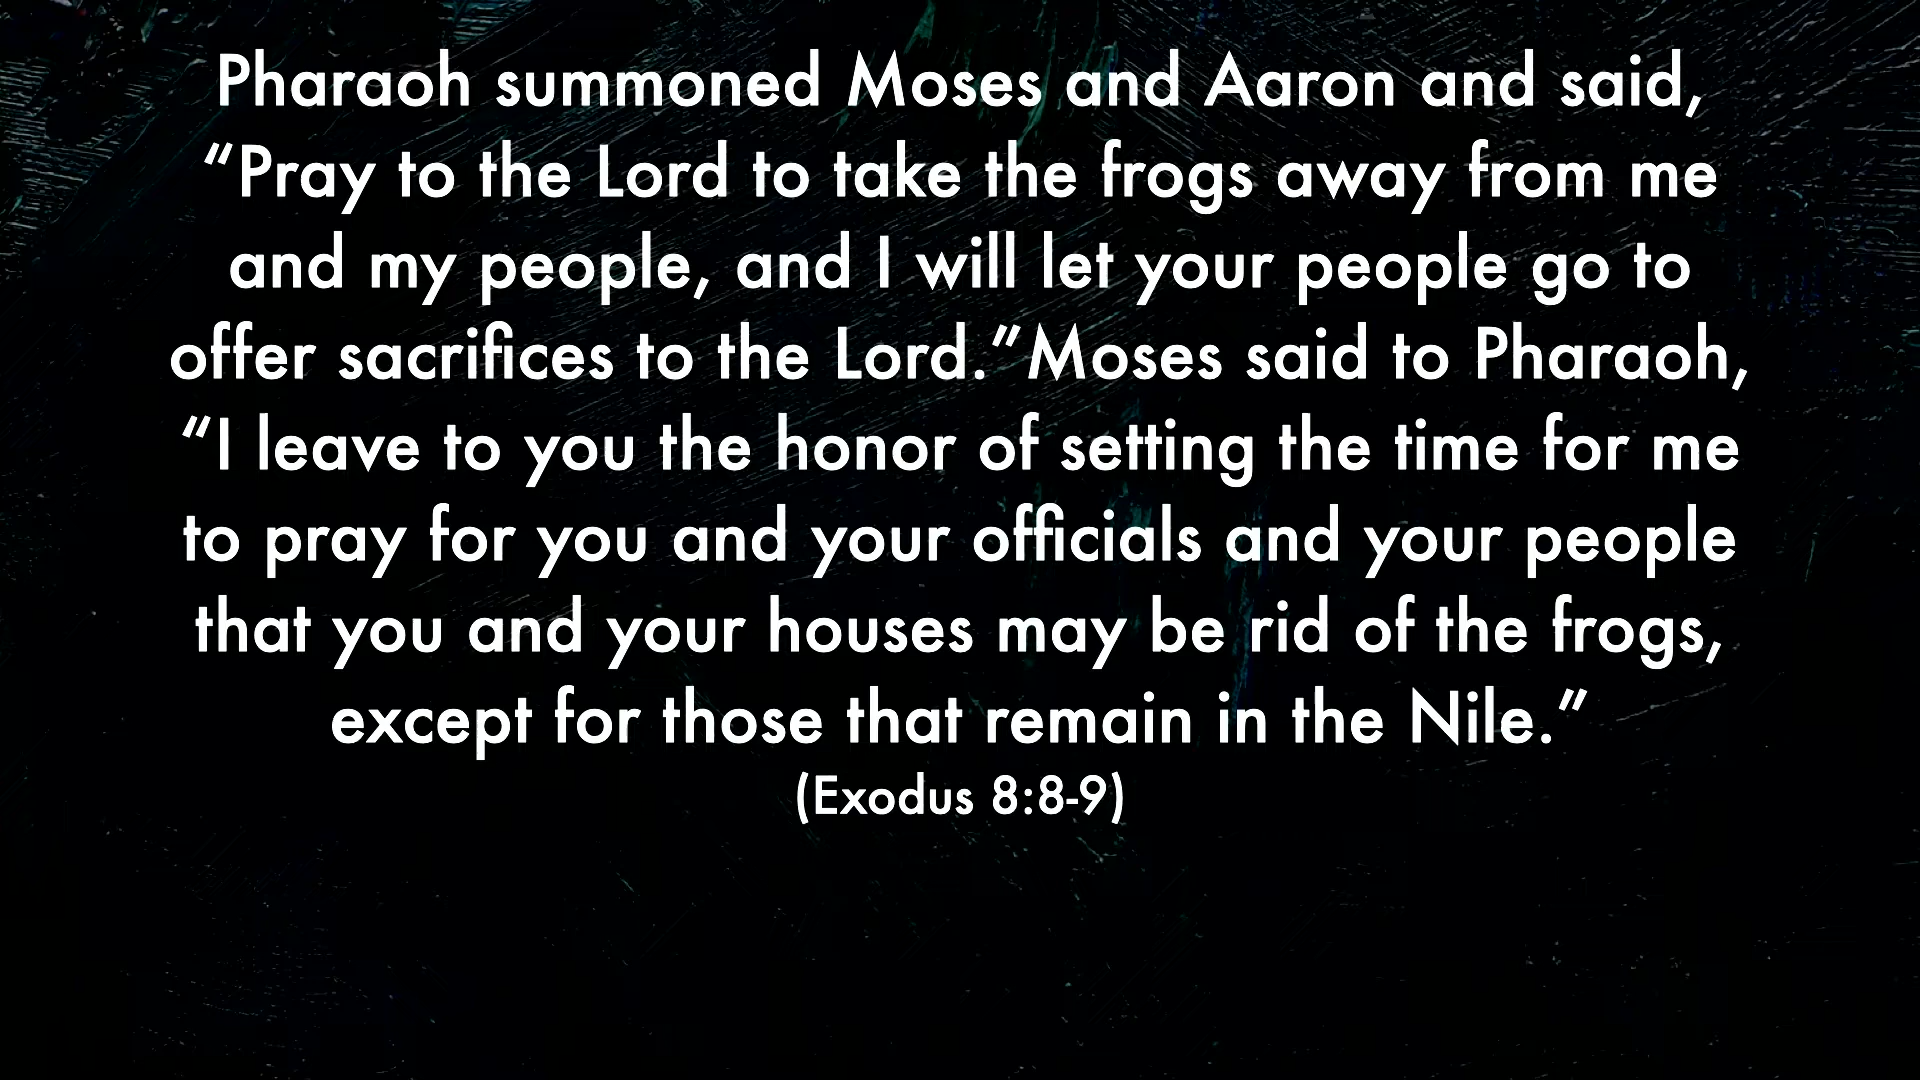 Pharaoh summoned Moses and Aaron and said,
“Pray to the Lord to take the frogs away from me
and my people, and I will let your people go to
offer sacrifices to the Lord.”Moses said to Pharaoh,
“I leave to you the honor of setting the time for me
to pray for you and your officials and your people
that you and your houses may be rid of the frogs,
except for those that remain in the Nile.”
(Exodus 8:8-9)